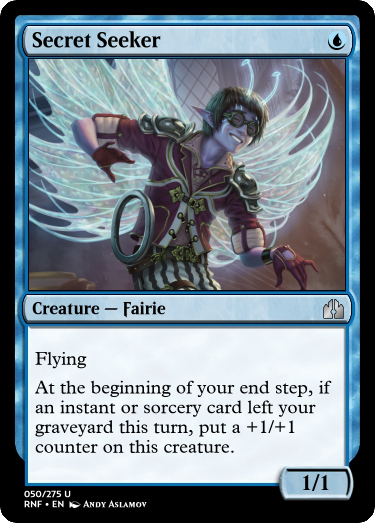 Secret Seeker
Creature — Fairie
Flying
At the beginning of your end step, if
an instant or sorcery card left your
graveyard this turn, put a +1/+1
counter on this creature.
1/1
050/275 U
RNF • EN Andy Aslamov